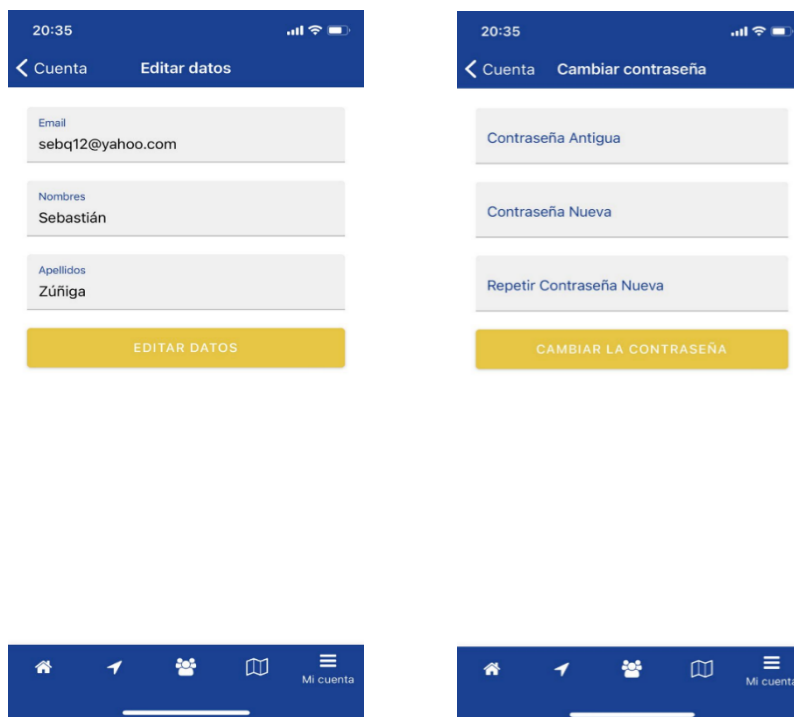 20:35
Cuenta Editar datos
Email
sebq12@yahoo.com
Nombres
Sebastián
Apellidos
Zúñiga
EDITAR DATOS
Mi cuenta
20:35
Cuenta Cambiar contraseña
Contraseña Antigua
Contraseña Nueva
Repetir Contraseña Nueva
CAMBIAR LA CONTRASEÑA
Mi cuenta